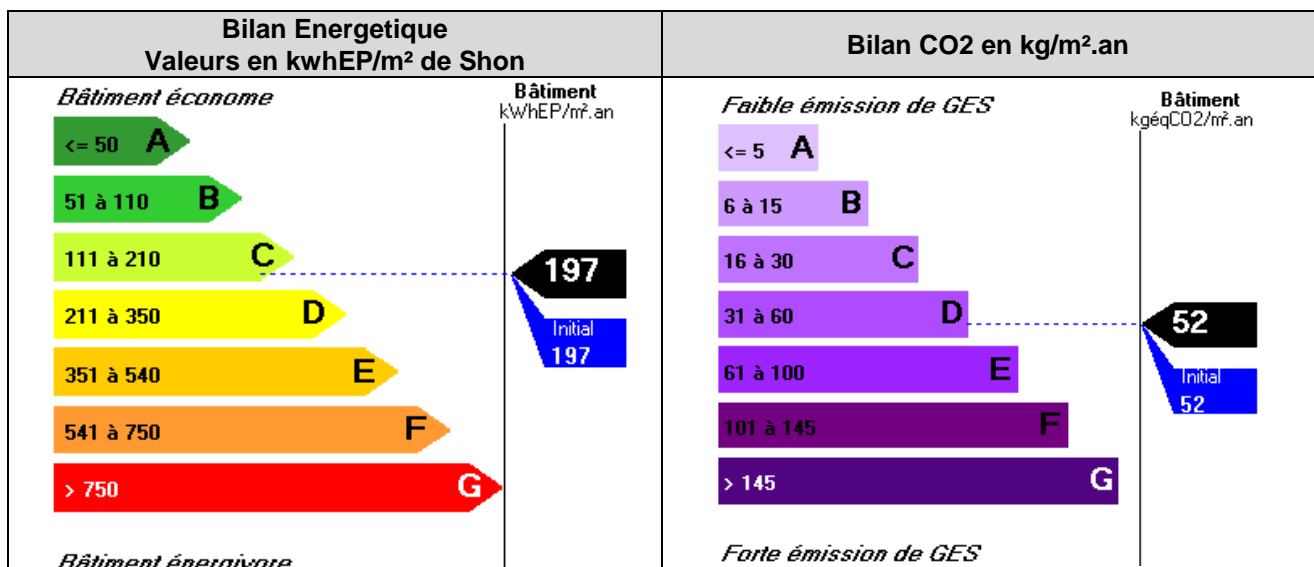 Bilan Energetique
Valeurs en kwhEP/m² de Shon
Bâtiment économe
Bâtiment
kWhEP/m².an
<= 50 A
51 à 110 B
111 à 210 C
197
211 à 350 D
Initial
197
351 à 540 E
541 à 750 F
> 750 G
Bâtiment énergivore
Bilan CO2 en kg/m².an
Faible émission de GES
Bâtiment
kgéqCO2/m².an
<= 5 A
6 à 15 B
16 à 30 C
31 à 60 D
52
61 à 100 E
Initial
52
101 à 145 F
> 145 G
Forte émission de GES